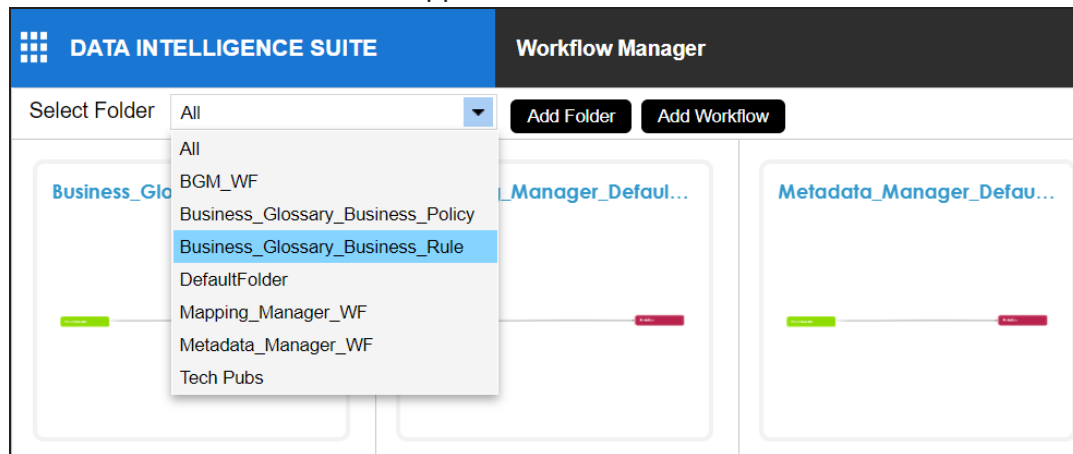 DATA INTELLIGENCE SUITE
Workflow Manager
Select Folder
All
Add Folder
Add Workflow
All
BGM_WF
Business_Glossary_Business_Policy
Business_Glossary_Business_Rule
DefaultFolder
Mapping_Manager_WF
Metadata_Manager_WF
Tech Pubs
Business_Glo
_Manager_Defaul...
Metadata_Manager_Defau...